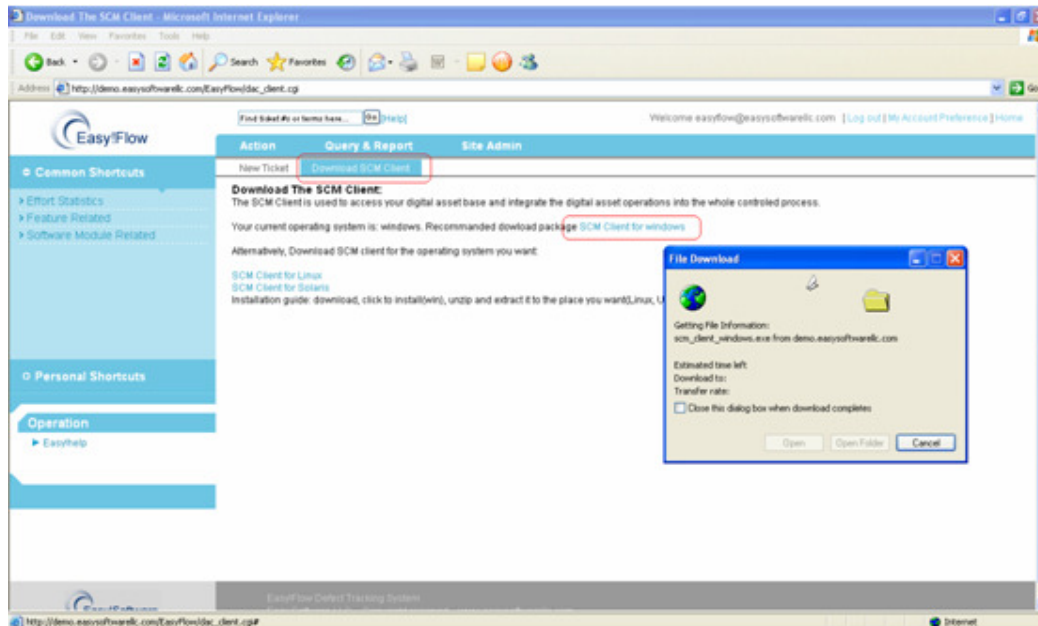 Download The SCM Client - Microsoft Internet Explorer
File Edit View Favorites Tools Help
Back Search Favorites
Address http://demo.easysoftwarellc.com/EasyFlow/dac_client.cgi Go
Easy!Flow
Find ticket #s or terms here... Go [Help]
Welcome easyflow@easysoftwarellc.com [Log out | My Account Preference] Home
Action Query & Report Site Admin
New Ticket Download SCM Client
Common Shortcuts
Effort Statistics
Feature Related
Software Module Related
Personal Shortcuts
Operation
Easyhelp
Download The SCM Client:
The SCM Client is used to access your digital asset base and integrate the digital asset operations into the whole controled process.
Your current operating system is: windows. Recommanded dowload package SCM Client for windows
Alternatively, Download SCM client for the operating system you want:
SCM Client for Linux
SCM Client for Solaris
Installation guide: download, click to install(win), unzip and extract it to the place you want(Linux, U
File Download
Getting File Information:
scm_client_windows.exe from demo.easysoftwarellc.com
Estimated time left
Download to:
Transfer rate:
Close this dialog box when download completes
Open Open Folder Cancel
EasyFlow Defect Tracking System
http://demo.easysoftwarellc.com/EasyFlow/dac_client.cgi# Internet